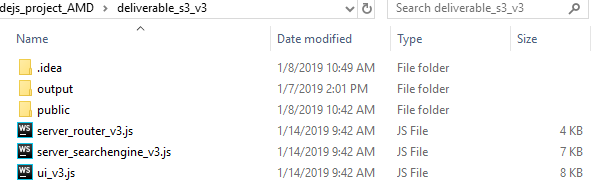 dejs_project_AMD > deliverable_s3_v3 Search deliverable_s3_v3
Name Date modified Type Size
.idea 1/8/2019 10:49 AM File folder
output 1/7/2019 2:01 PM File folder
public 1/8/2019 10:42 AM File folder
WS server_router_v3.js 1/14/2019 9:42 AM JS File 4 KB
WS server_searchengine_v3.js 1/14/2019 9:42 AM JS File 7 KB
WS ui_v3.js 1/14/2019 9:42 AM JS File 8 KB